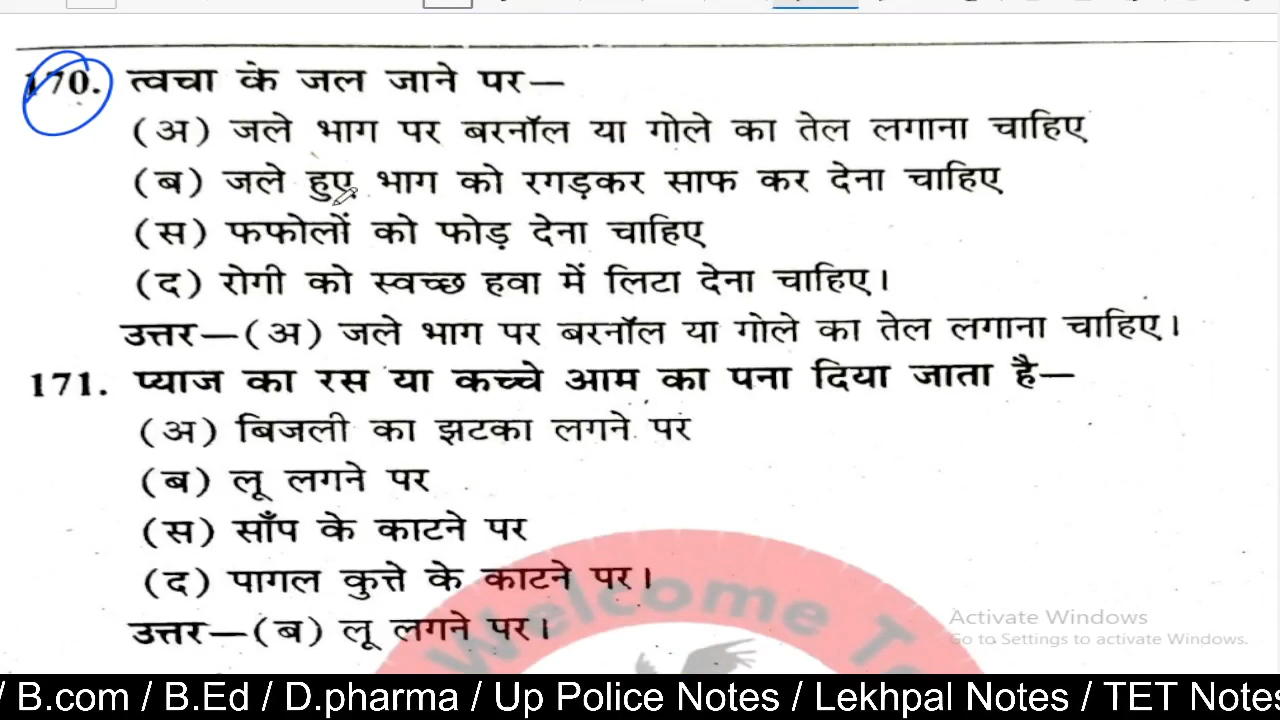 170. त्वचा के जल जाने पर—
(अ) जले भाग पर बरनॉल या गोले का तेल लगाना चाहिए
(ब) जले हुए भाग को रगड़कर साफ कर देना चाहिए
(स) फफोलों को फोड़ देना चाहिए
(द) रोगी को स्वच्छ हवा में लिटा देना चाहिए।
उत्तर—(अ) जले भाग पर बरनॉल या गोले का तेल लगाना चाहिए।
171. प्याज का रस या कच्चे आम का पना दिया जाता है—
(अ) बिजली का झटका लगने पर
(ब) लू लगने पर
(स) साँप के काटने पर
(द) पागल कुत्ते के काटने पर।
उत्तर—(ब) लू लगने पर।
Welcome To
Activate Windows
Go to Settings to activate Windows.
/ B.com / B.Ed / D.pharma / Up Police Notes / Lekhpal Notes / TET Notes